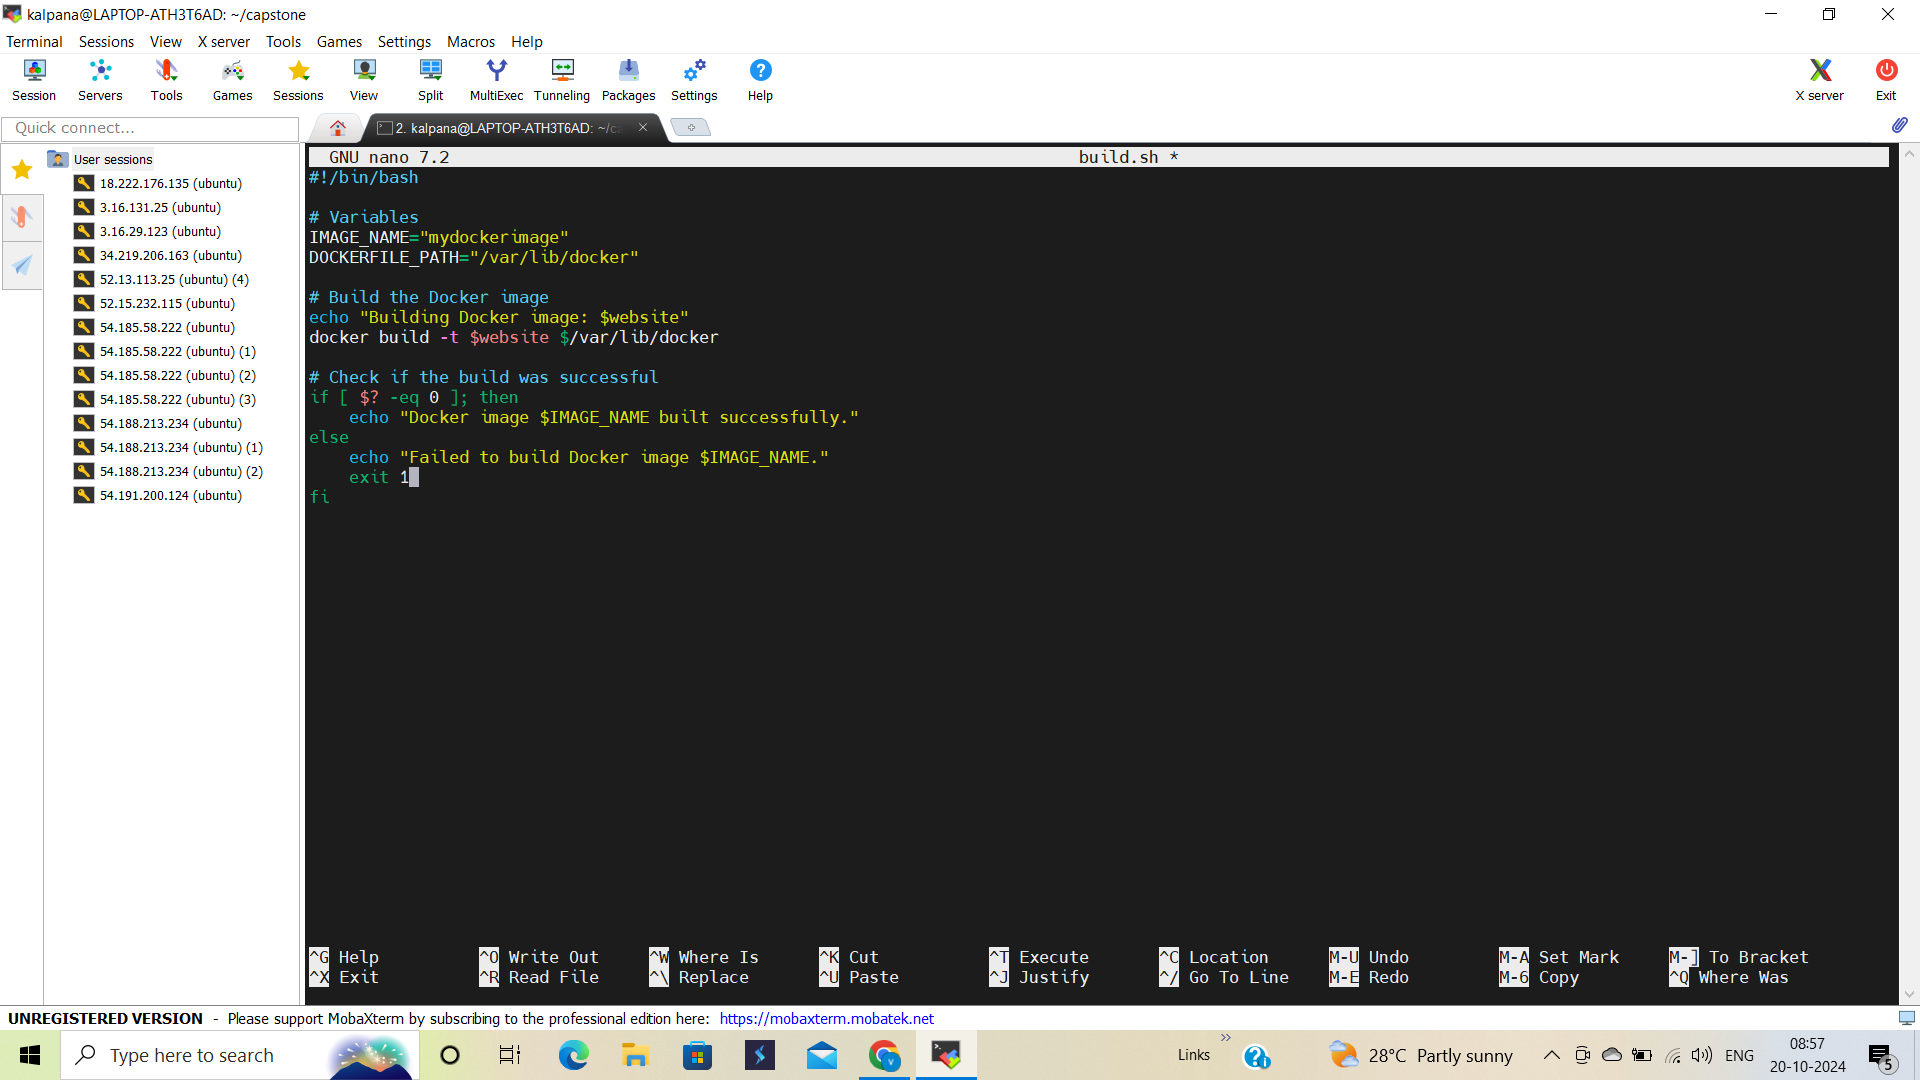 kalpana@LAPTOP-ATH3T6AD: ~/capstone
Terminal Sessions View X server Tools Games Settings Macros Help
Session Servers Tools Games Sessions View Split MultiExec Tunneling Packages Settings Help X server Exit
Quick connect...
2. kalpana@LAPTOP-ATH3T6AD: ~/ca
User sessions
18.222.176.135 (ubuntu)
3.16.131.25 (ubuntu)
3.16.29.123 (ubuntu)
34.219.206.163 (ubuntu)
52.13.113.25 (ubuntu) (4)
52.15.232.115 (ubuntu)
54.185.58.222 (ubuntu)
54.185.58.222 (ubuntu) (1)
54.185.58.222 (ubuntu) (2)
54.185.58.222 (ubuntu) (3)
54.188.213.234 (ubuntu)
54.188.213.234 (ubuntu) (1)
54.188.213.234 (ubuntu) (2)
54.191.200.124 (ubuntu)
GNU nano 7.2 build.sh *
#!/bin/bash
# Variables
IMAGE_NAME="mydockerimage"
DOCKERFILE_PATH="/var/lib/docker"
# Build the Docker image
echo "Building Docker image: $website"
docker build -t $website $/var/lib/docker
# Check if the build was successful
if [ $? -eq 0 ]; then
    echo "Docker image $IMAGE_NAME built successfully."
else
    echo "Failed to build Docker image $IMAGE_NAME."
    exit 1
fi
^G Help ^O Write Out ^W Where Is ^K Cut ^T Execute ^C Location M-U Undo M-A Set Mark M-] To Bracket
^X Exit ^R Read File ^\ Replace ^U Paste ^J Justify ^/ Go To Line M-E Redo M-6 Copy ^Q Where Was
UNREGISTERED VERSION - Please support MobaXterm by subscribing to the professional edition here: https://mobaxterm.mobatek.net
Type here to search
Links
28°C Partly sunny
ENG
08:57
20-10-2024
5